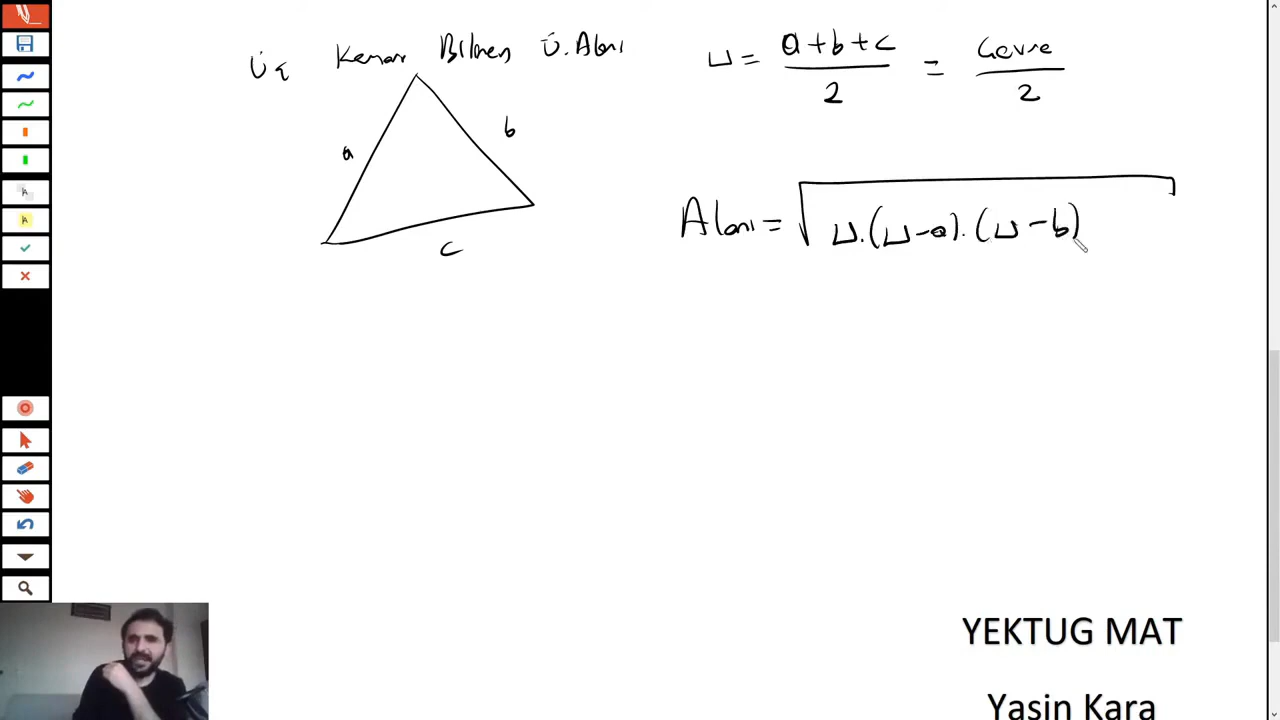 Üç Kenarı Bilinen Ü. Alanı
u = a+b+c / 2 = Çevre / 2
a
b
c
Alanı = √u.(u-a).(u-b)
YEKTUG MAT
Yasin Kara